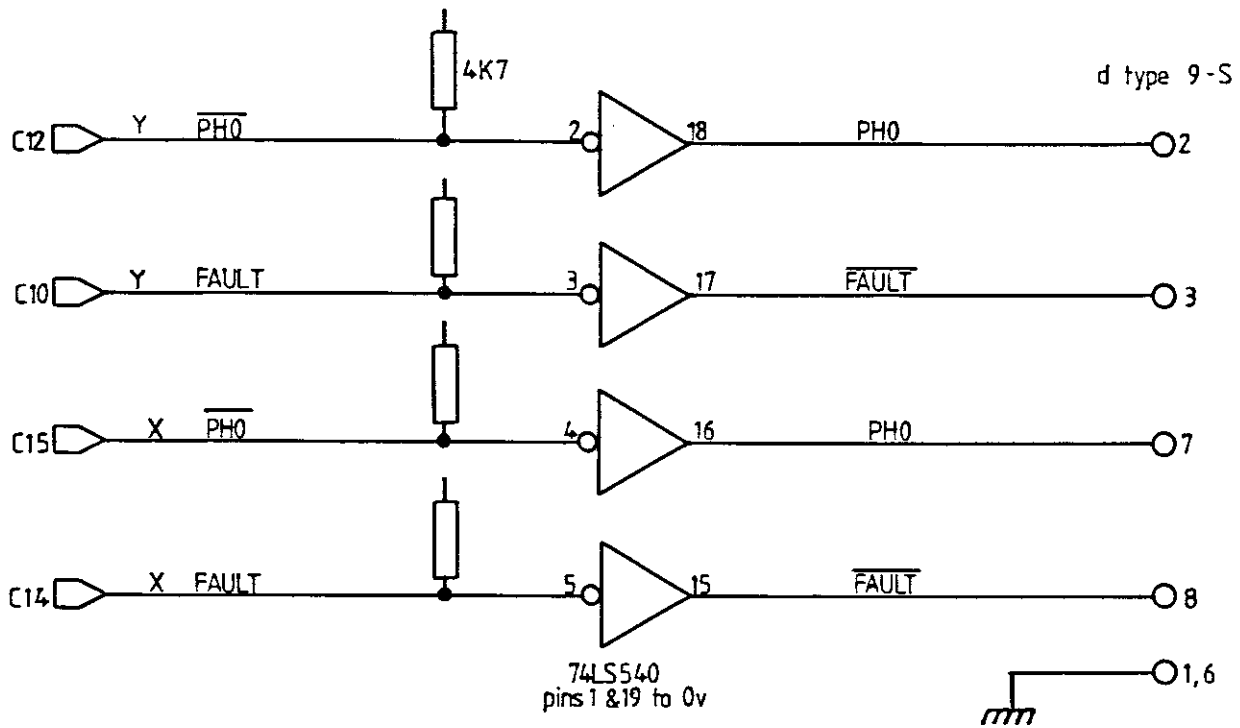 4K7
d type 9-S
C12 Y PH0 2 18 PH0 2
C10 Y FAULT 3 17 FAULT 3
C15 X PH0 4 16 PH0 7
C14 X FAULT 5 15 FAULT 8
74LS540
pins 1 & 19 to 0v
1,6